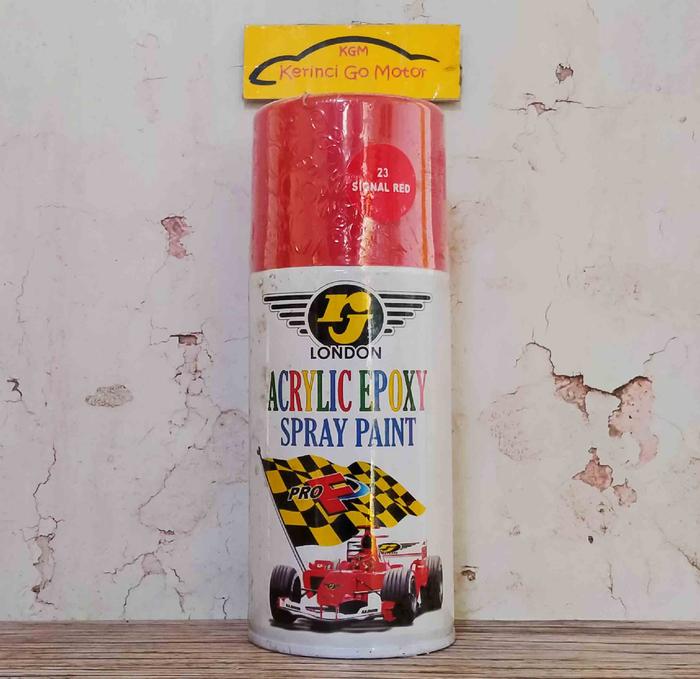 KGM
Kerinci Go Motor
23
SIGNAL RED
rj
LONDON
ACRYLIC EPOXY
SPRAY PAINT
PRO F